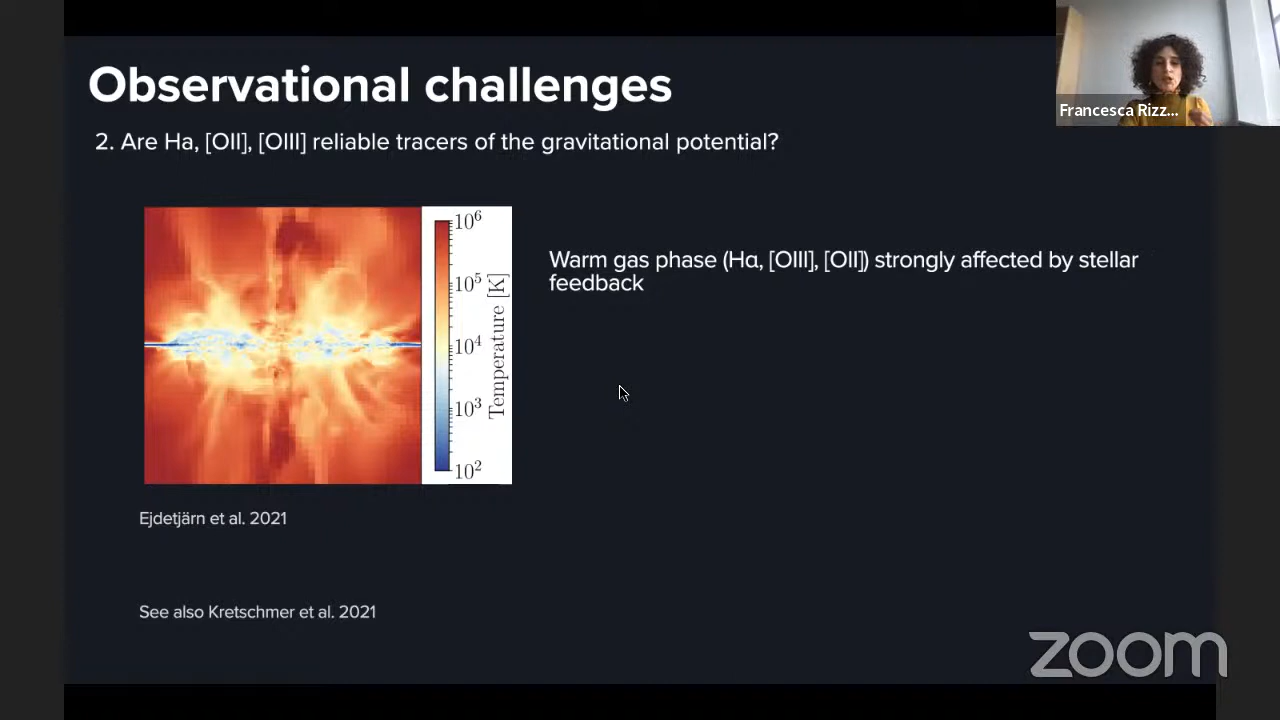 Observational challenges
Francesca Rizz...
2. Are Ha, [OII], [OIII] reliable tracers of the gravitational potential?
10⁶
10⁵
10⁴
10³
10²
Temperature [K]
Warm gas phase (Hα, [OIII], [OII]) strongly affected by stellar
feedback
Ejdetjärn et al. 2021
See also Kretschmer et al. 2021
zoom